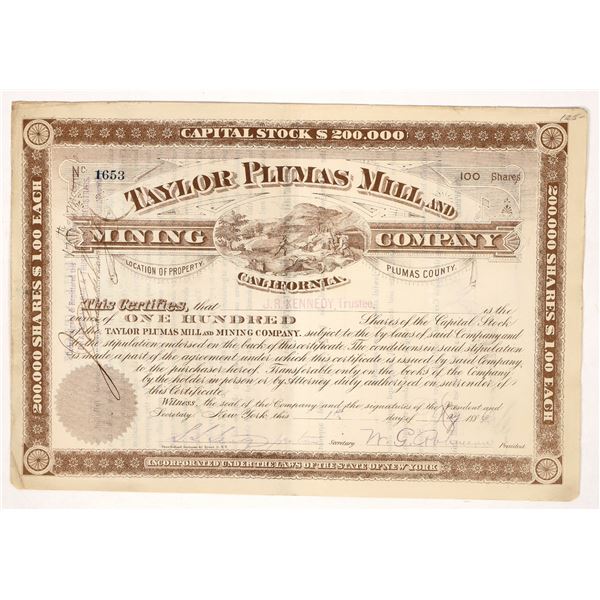 125-
CAPITAL STOCK $ 200.000
No 1653
100 Shares
TAYLOR PLUMAS MILL AND
MINING COMPANY
LOCATION OF PROPERTY.
PLUMAS COUNTY.
CALIFORNIA.
200.000 SHARES $ 1.00 EACH
200.000 SHARES $ 1.00 EACH
This Certifies, that J.R. KENNEDY, Trustee, is the
owner of ONE HUNDRED Shares of the Capital Stock
of the TAYLOR PLUMAS MILL AND MINING COMPANY. subject to the by-laws of said Company and
the stipulation endorsed on the back of this certificate. The conditions in said stipulation
is made a part of the agreement under which this certificate is issued by said Company,
to the purchaser hereof. Transferable only on the books of the Company
by the holder in person or by Attorney duly authorized on surrender of
this Certificate.
Witness, the seal of the Company and the signatures of the President and
Secretary. New York this 1st day of 188
Secretary
President
INCORPORATED UNDER THE LAWS OF THE STATE OF NEW YORK